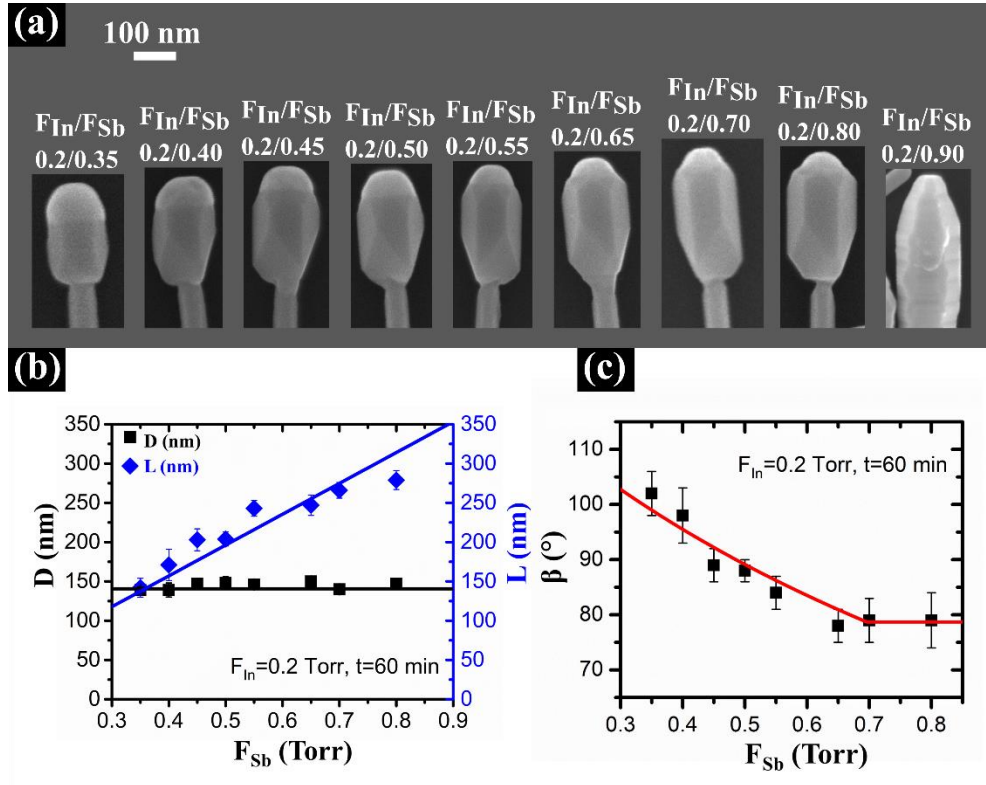 (a)
100 nm
FIn/FSb
0.2/0.35
FIn/FSb
0.2/0.40
FIn/FSb
0.2/0.45
FIn/FSb
0.2/0.50
FIn/FSb
0.2/0.55
FIn/FSb
0.2/0.65
FIn/FSb
0.2/0.70
FIn/FSb
0.2/0.80
FIn/FSb
0.2/0.90
(b)
D (nm)
L (nm)
350
300
250
200
150
100
50
0
D (nm)
350
300
250
200
150
100
50
0
L (nm)
FIn=0.2 Torr, t=60 min
0.3 0.4 0.5 0.6 0.7 0.8 0.9
FSb (Torr)
(c)
FIn=0.2 Torr, t=60 min
110
100
90
80
70
β (°)
0.3 0.4 0.5 0.6 0.7 0.8
FSb (Torr)